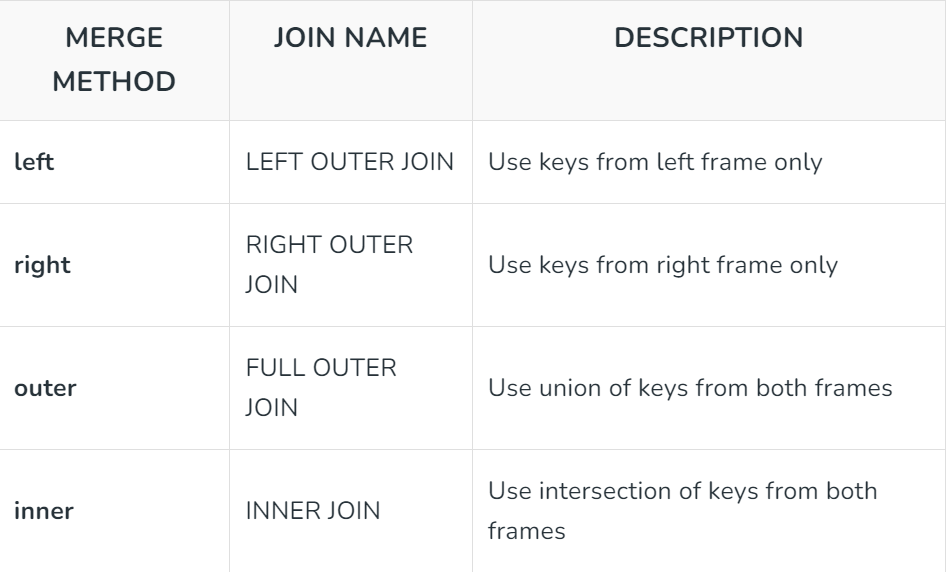 MERGE
METHOD
JOIN NAME
DESCRIPTION
left
LEFT OUTER JOIN
Use keys from left frame only
right
RIGHT OUTER
JOIN
Use keys from right frame only
outer
FULL OUTER
JOIN
Use union of keys from both frames
inner
INNER JOIN
Use intersection of keys from both
frames